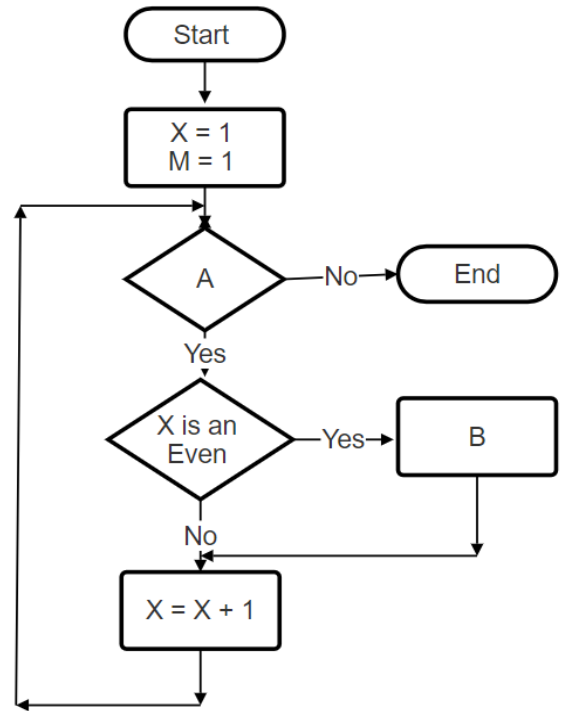 Start
X = 1
M = 1
A
No
End
Yes
X is an
Even
Yes
B
No
X = X + 1